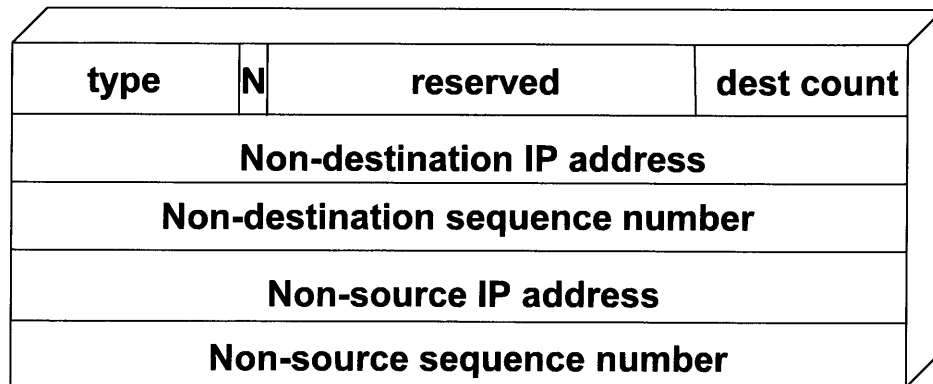 type N reserved dest count
Non-destination IP address
Non-destination sequence number
Non-source IP address
Non-source sequence number